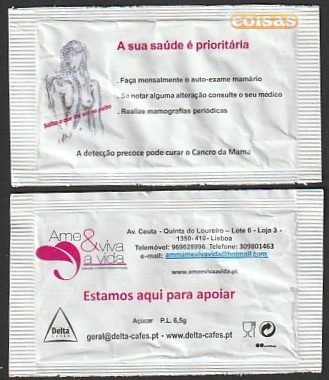 coisas
A sua saúde é prioritária
. Faça mensalmente o auto-exame mamário
. Se notar alguma alteração consulte o seu médico
. Realize mamografias periódicas
A detecção precoce pode curar o Cancro da Mama
Ame
&viva
a vida
Av. Ceuta - Quinta do Loureiro – Lote 6 - Loja 3 -
1350-410- Lisboa
Telemóvel: 969628996 Telefone: 309801463
e-mail: ammamevivavida@hotmail.com
www.ameevivaavida.pt
Estamos aqui para apoiar
Delta
CAFÉS
Açúcar P.L. 6,5g
geral@delta-cafes.pt - www.delta-cafes.pt